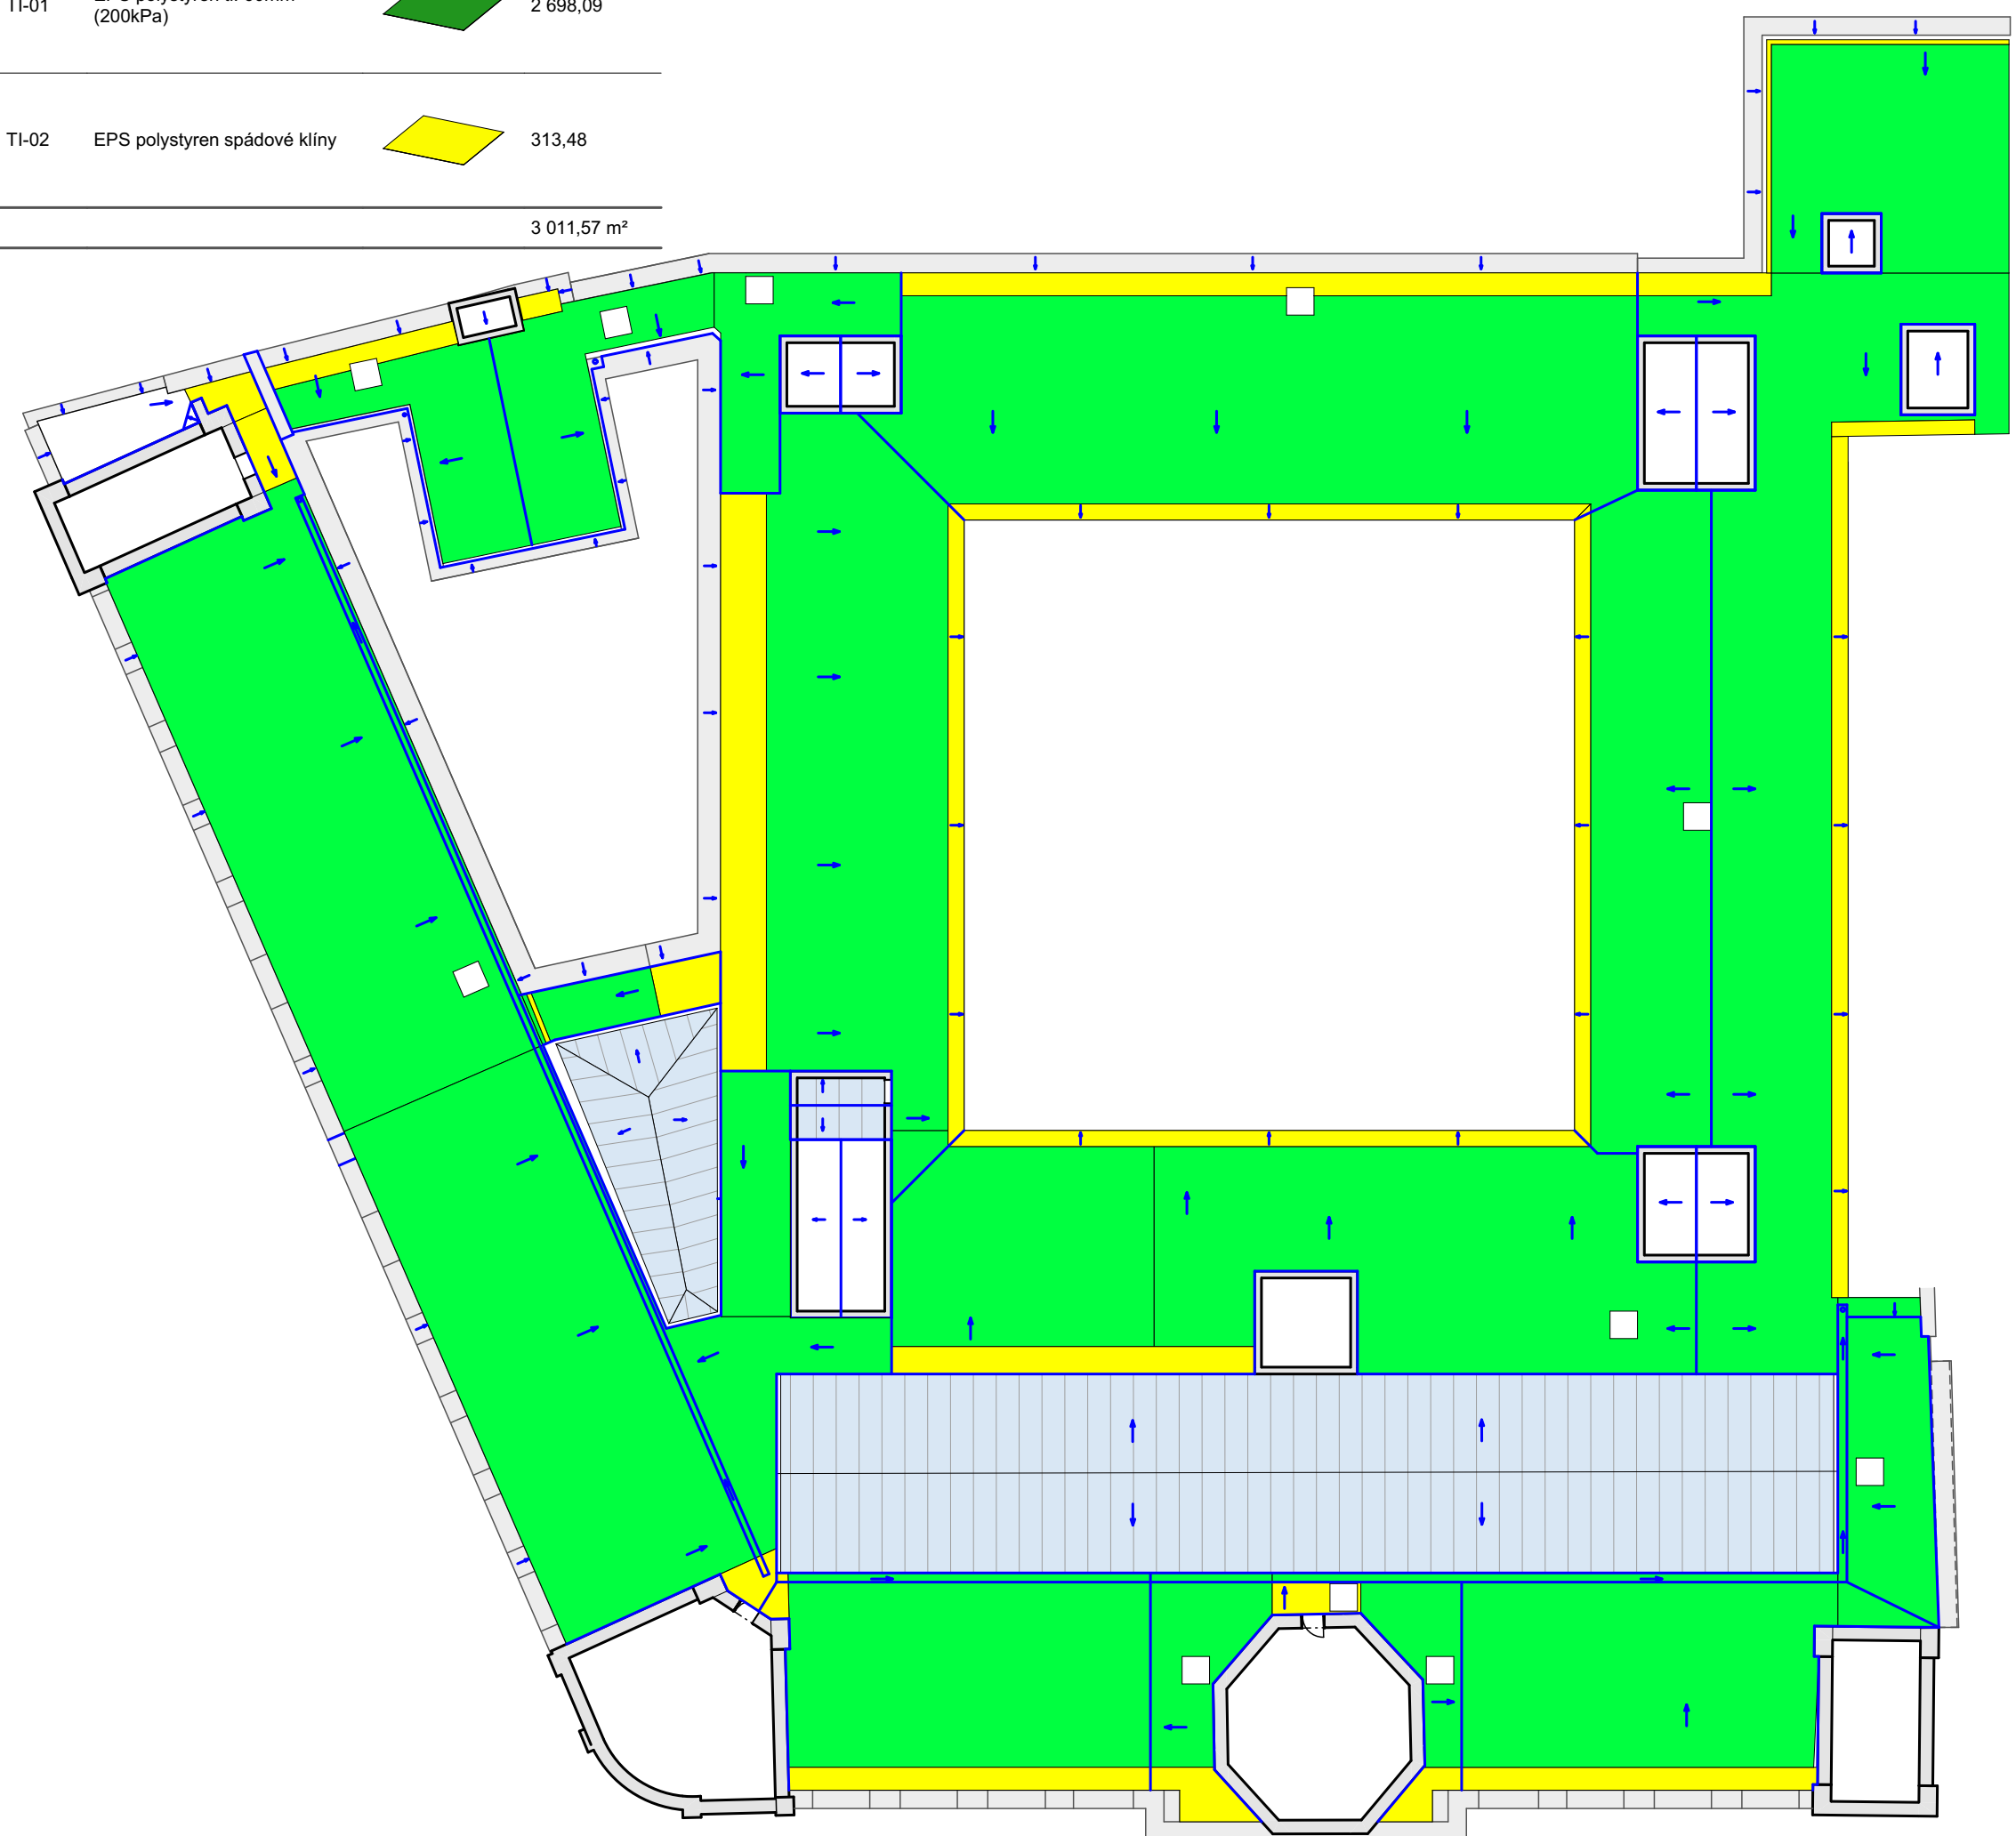 TI-01
(200kPa)
2 698,09
TI-02 EPS polystyren spádové klíny 313,48
3 011,57 m²